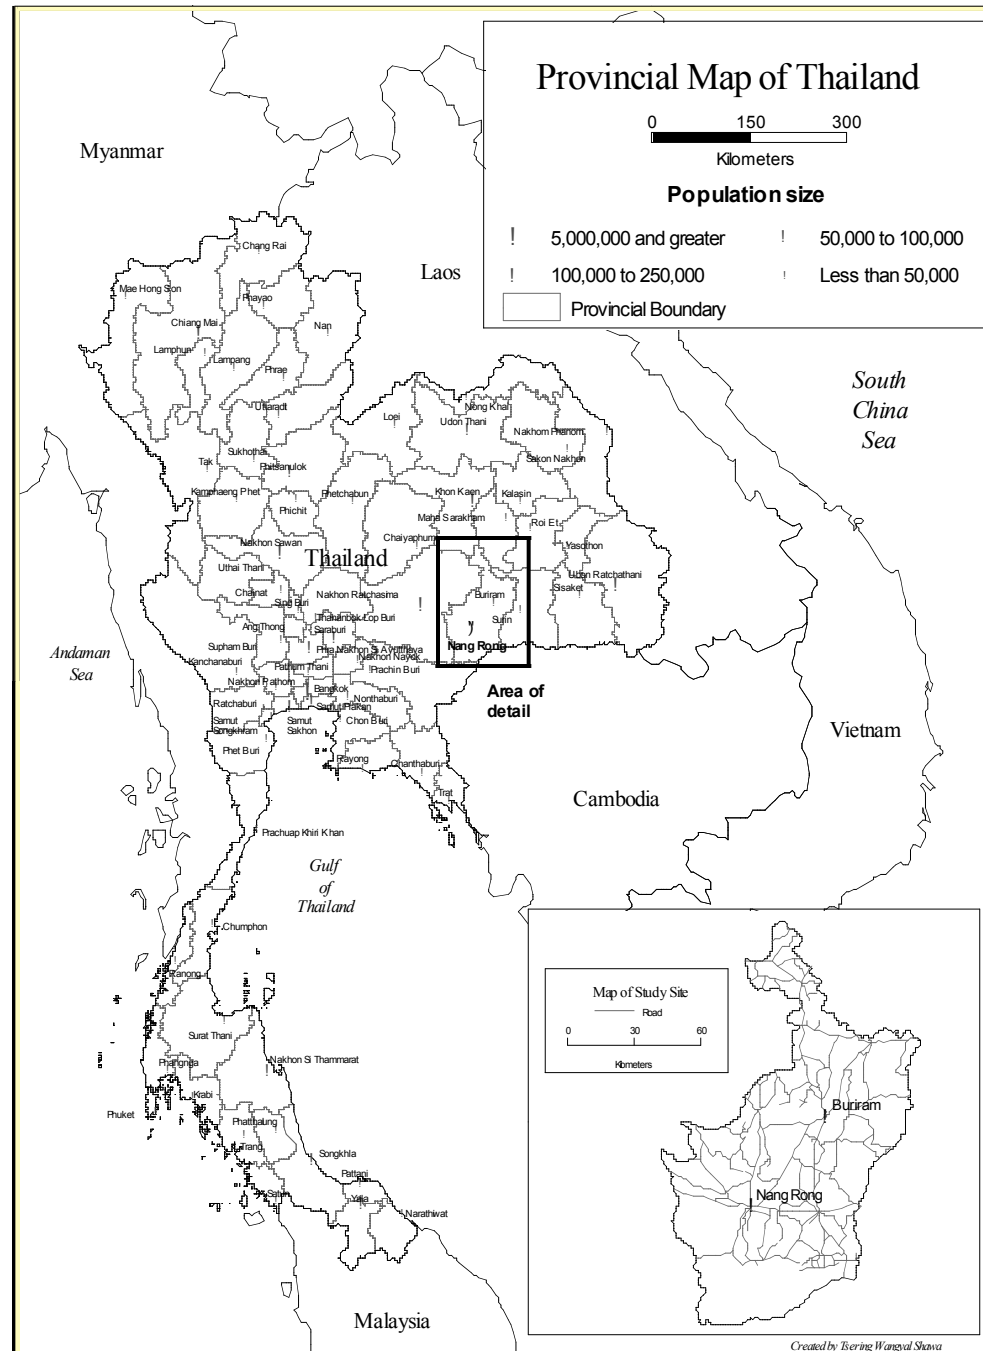 Provincial Map of Thailand
0 150 300
Kilometers
Population size
! 5,000,000 and greater
! 50,000 to 100,000
! 100,000 to 250,000
! Less than 50,000
Provincial Boundary
Myanmar
Laos
South
China
Sea
Chang Rai
Mae Hong Son
Phayao
Chiang Mai
Nan
Lamphun
Lampang
Phrae
Utharadt
Loei
Nong Khai
Udon Thani
Nakhom Phanom
Sukhothai
Tak
Phitsanulok
Sakon Nakhon
Kamphaeng Phet
Phetchabun
Khon Kaen
Kalasin
Phichit
Maha Sarakham
Roi Et
Chaiyaphum
Nakhon Sawan
Thailand
Yasothon
Uthai Thani
Ubon Ratchathani
Sisaket
Chainat
Nakhon Ratchasima
Buriram
Sing Buri
Surin
Lop Buri
Ang Thong
Saraburi
Nang Rong
Supham Buri
Phra Nakhon Si Ayutthaya
Nakhon Nayok
Kanchanaburi
Pathum Thani
Prachin Buri
Andaman
Sea
Nakhon Pathom
Bangkok
Area of
detail
Ratchaburi
Nonthaburi
Samut Prakan
Samut
Songkhram
Samut
Sakhon
Chon Buri
Phet Buri
Vietnam
Rayong
Chanthaburi
Trat
Cambodia
Prachuap Khiri Khan
Gulf
of
Thailand
Chumphon
Ranong
Surat Thani
Phangnga
Nakhon Si Thammarat
Krabi
Phuket
Phatthalung
Trang
Songkhla
Pattani
Satun
Yala
Narathiwat
Malaysia
Map of Study Site
Road
0 30 60
Kilometers
Buriram
Nang Rong
Created by Tsering Wangyal Shawa